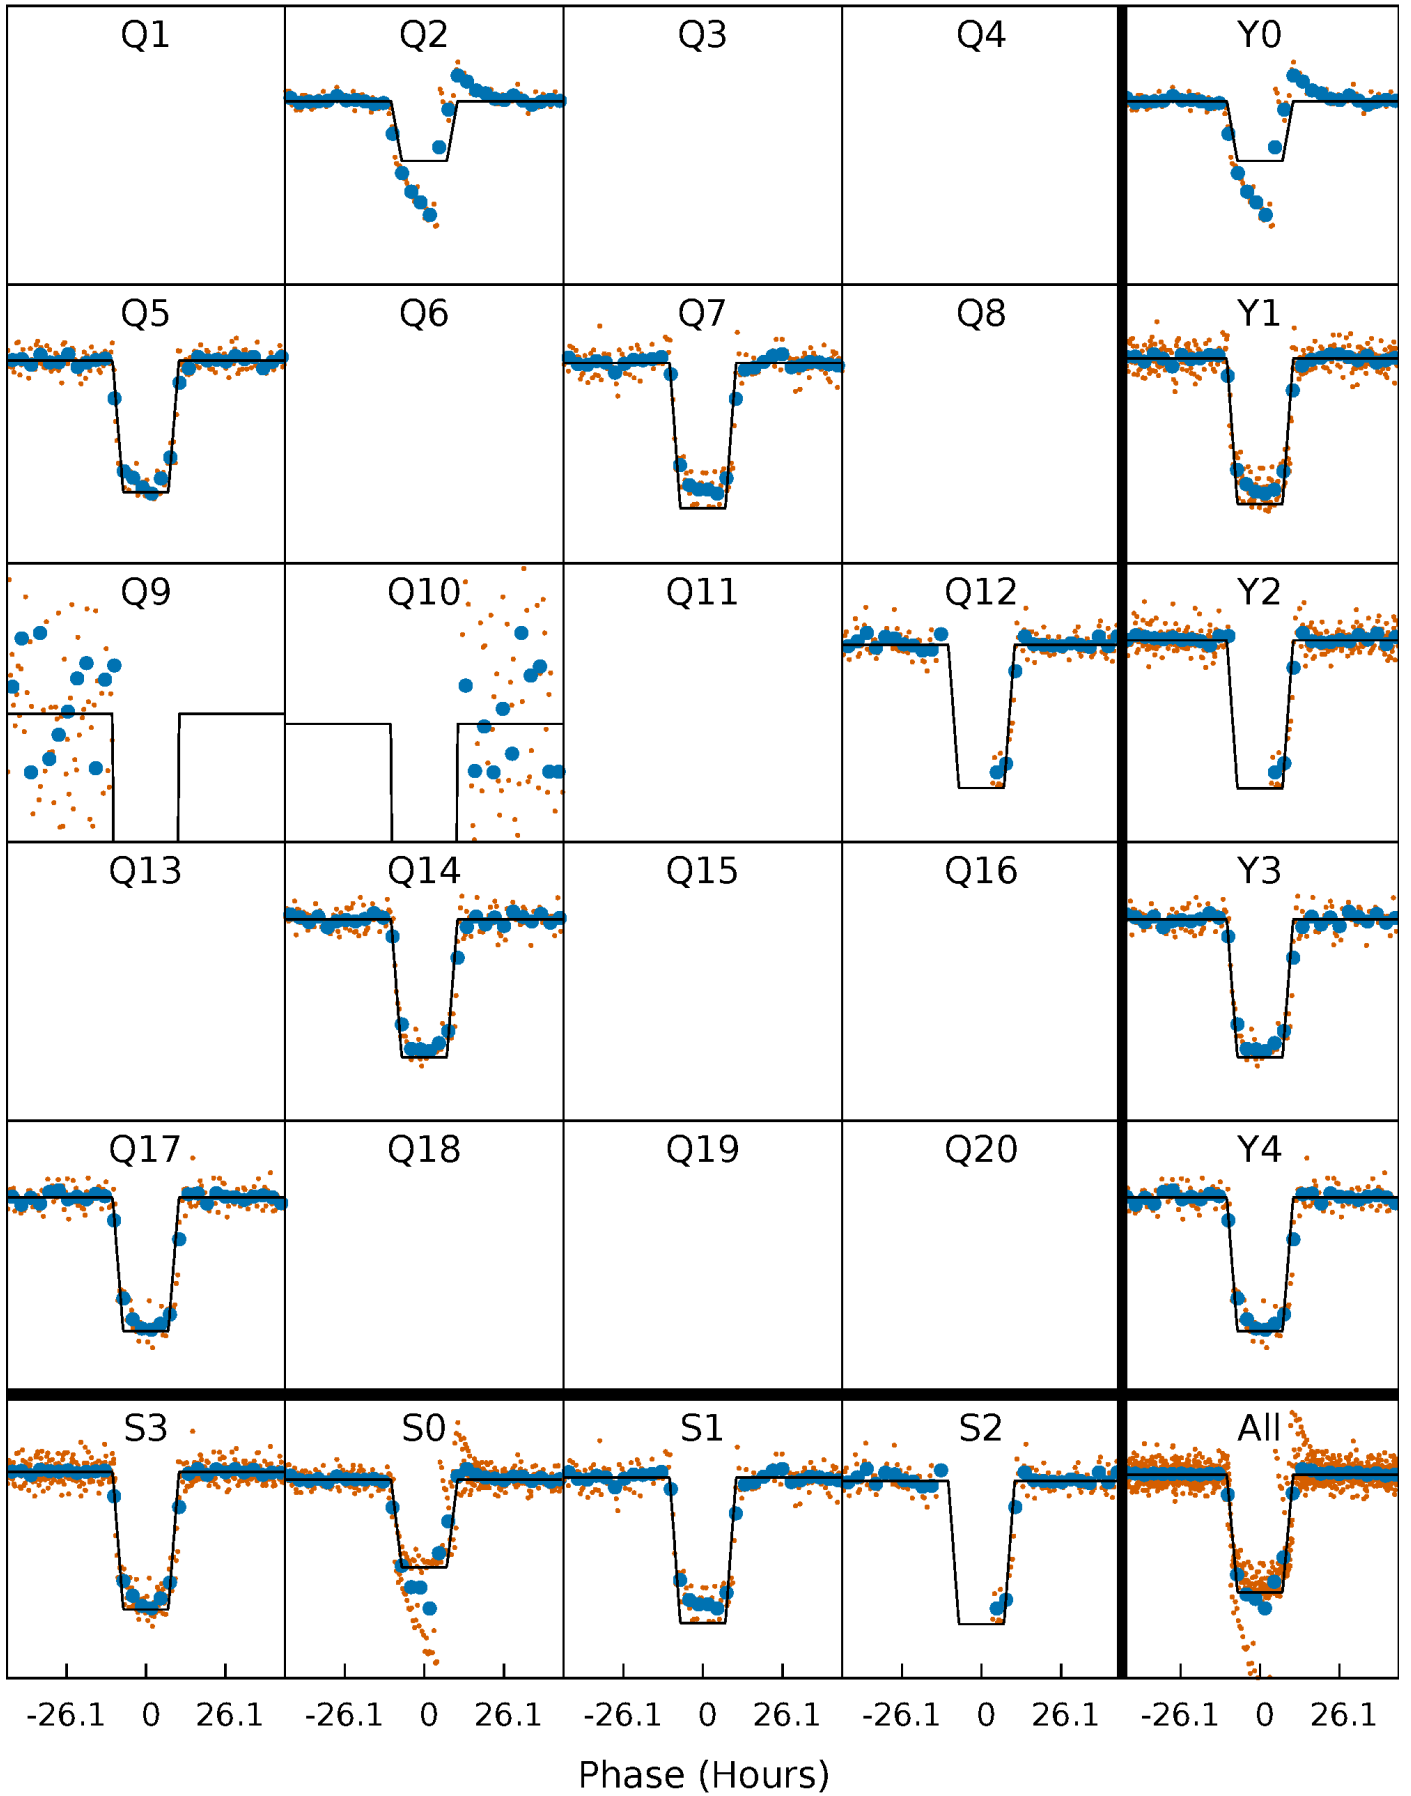 Q1 Q2 Q3 Q4 Y0
Q5 Q6 Q7 Q8 Y1
Q9 Q10 Q11 Q12 Y2
Q13 Q14 Q15 Q16 Y3
Q17 Q18 Q19 Q20 Y4
S3 S0 S1 S2 All
-26.1 0 26.1 -26.1 0 26.1 -26.1 0 26.1 -26.1 0 26.1 -26.1 0 26.1
Phase (Hours)